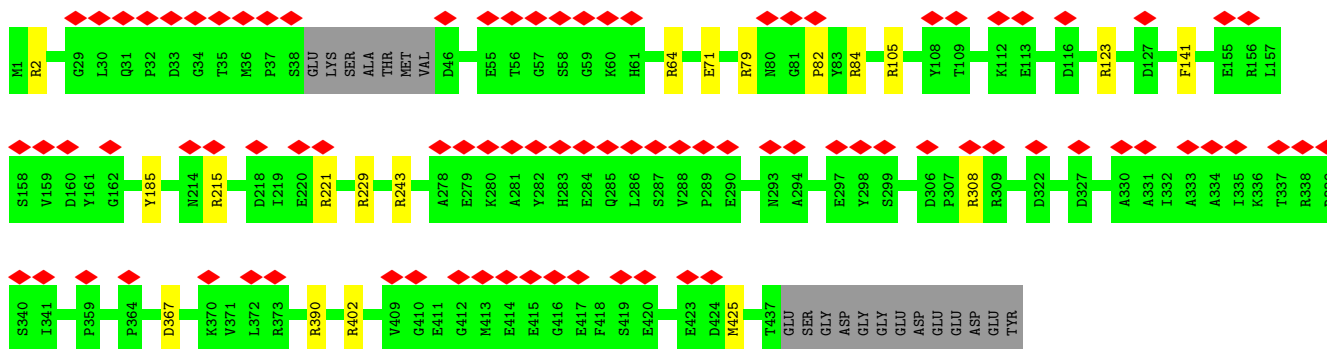 M1 R2 G29 L30 Q31 P32 D33 G34 T35 M36 P37 S38 GLU LYS SER ALA THR MET VAL D46 E55 T56 G57 S58 G59 K60 H61 R64 E71 R79 N80 G81 P82 Y83 R84 R105 Y108 T109 K112 E113 D116 R123 D127 F141 E155 R156 L157
S158 V159 D160 Y161 G162 Y185 N214 R215 D218 I219 E220 R221 R229 R243 A278 E279 K280 A281 Y282 H283 E284 Q285 L286 S287 V288 P289 E290 N293 A294 E297 Y298 S299 D306 P307 R308 R309 D322 D327 A330 A331 I332 A333 A334 I335 K336 T337 R338
S340 I341 P359 P364 D367 K370 V371 L372 R373 R390 R402 V409 G410 E411 G412 M413 E414 E415 G416 E417 F418 S419 E420 E423 D424 M425 T437 GLU SER GLY ASP GLY GLY GLU ASP GLU GLU ASP GLU TYR